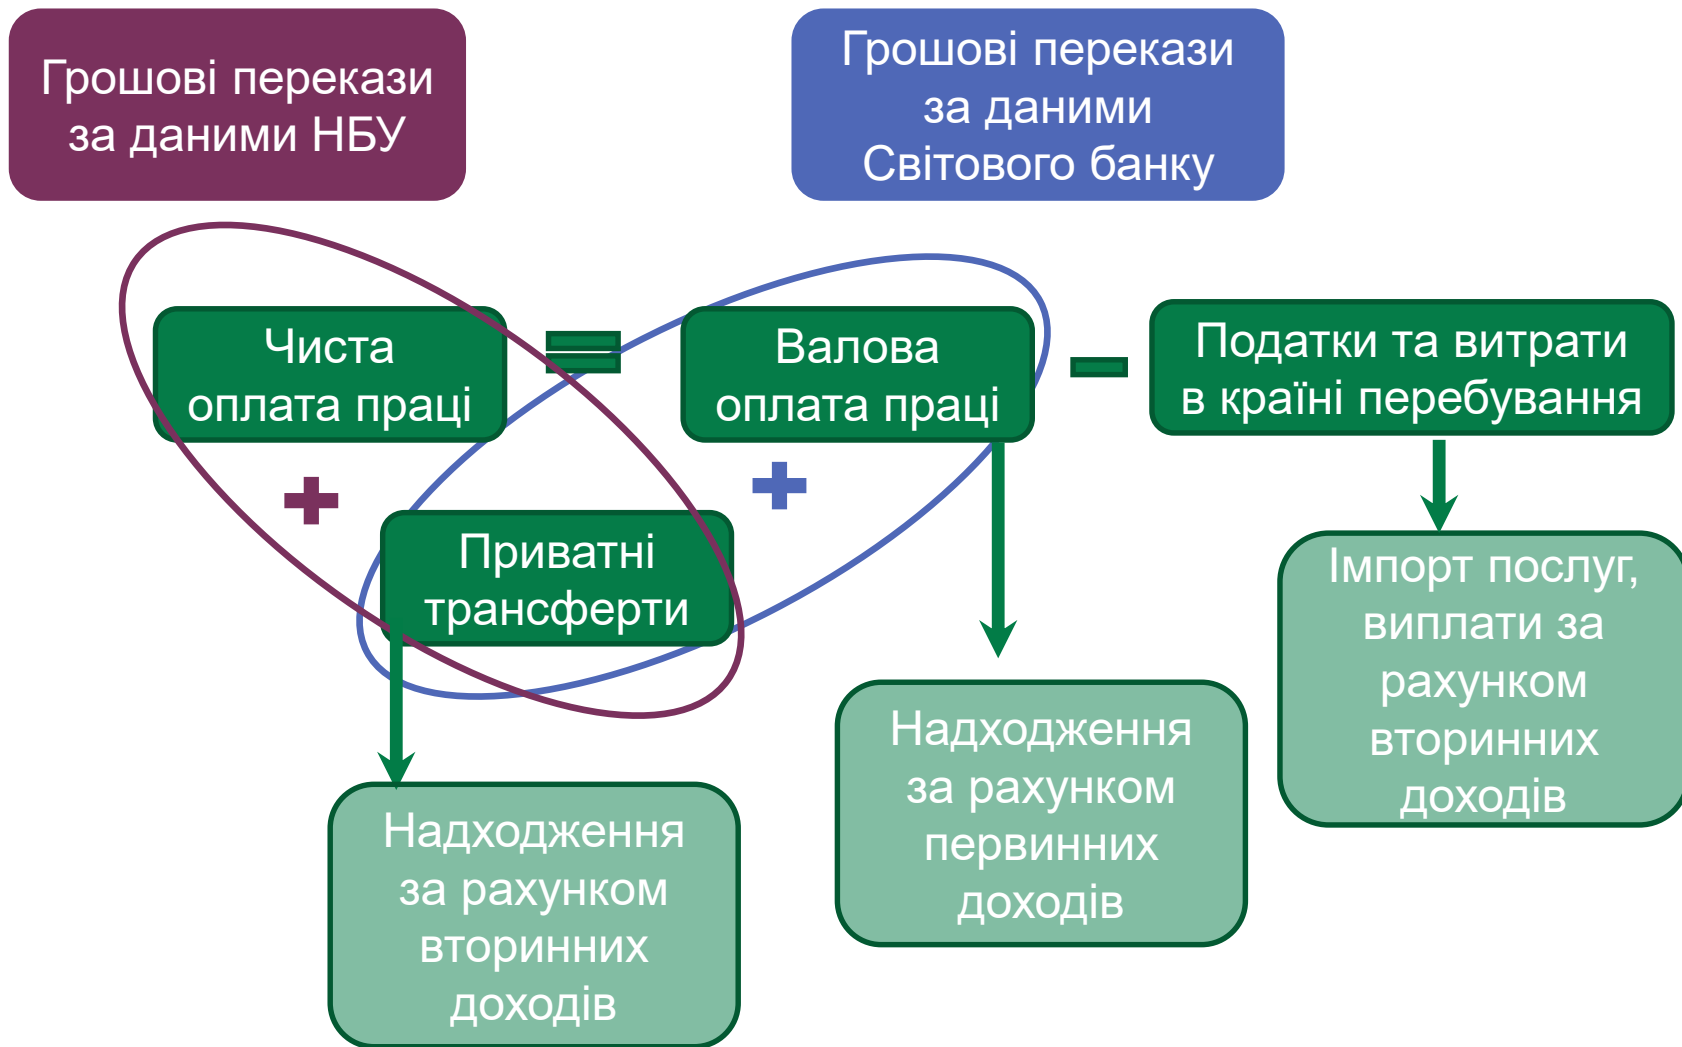 Грошові перекази
за даними НБУ
Грошові перекази
за даними
Світового банку
Чиста
оплата праці
=
Валова
оплата праці
−
Податки та витрати
в країні перебування
+
+
Приватні
трансферти
Імпорт послуг,
виплати за
рахунком
вторинних
доходів
Надходження
за рахунком
первинних
доходів
Надходження
за рахунком
вторинних
доходів